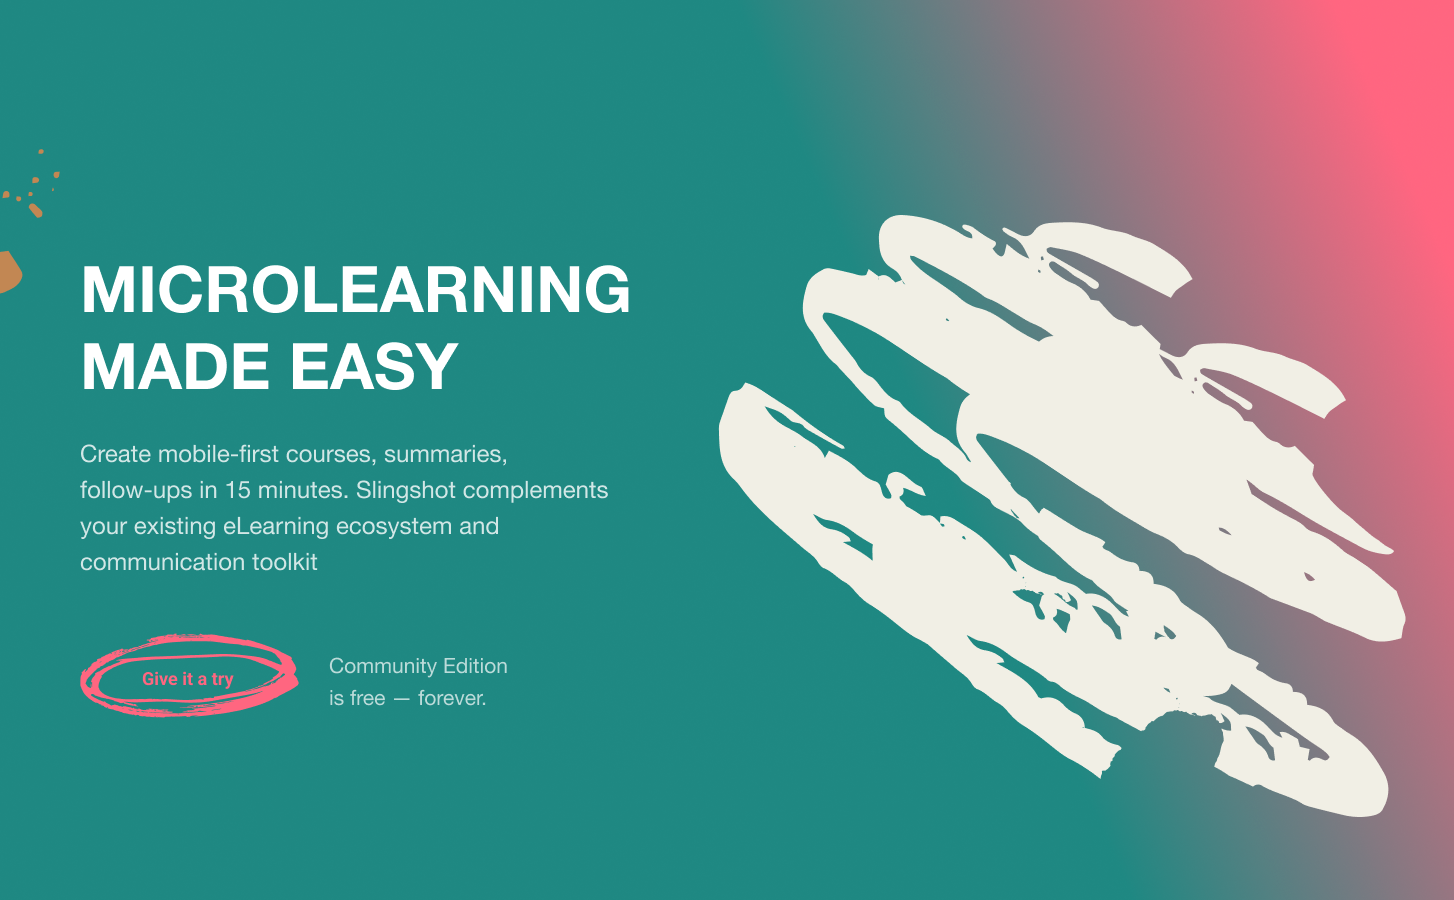 MICROLEARNING
MADE EASY
Create mobile-first courses, summaries,
follow-ups in 15 minutes. Slingshot complements
your existing eLearning ecosystem and
communication toolkit
Give it a try
Community Edition
is free — forever.